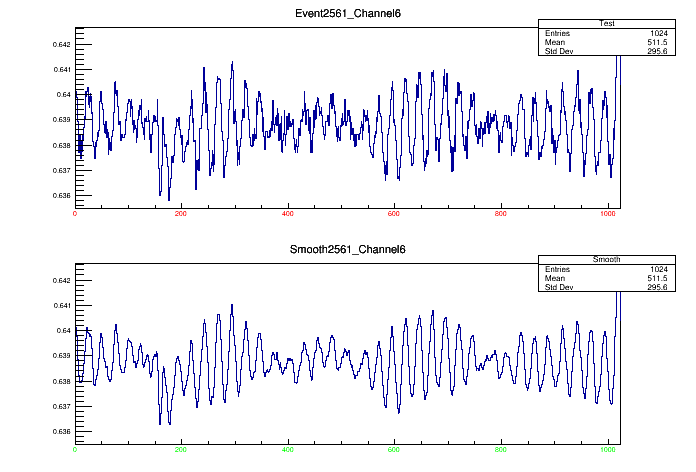 Event2561_Channel6
Test
Entries 1024
Mean 511.5
Std Dev 295.6
0.642
0.641
0.64
0.639
0.638
0.637
0.636
0 200 400 600 800 1000
Smooth2561_Channel6
Smooth
Entries 1024
Mean 511.5
Std Dev 295.6
0.642
0.641
0.64
0.639
0.638
0.637
0.636
0 200 400 600 800 1000